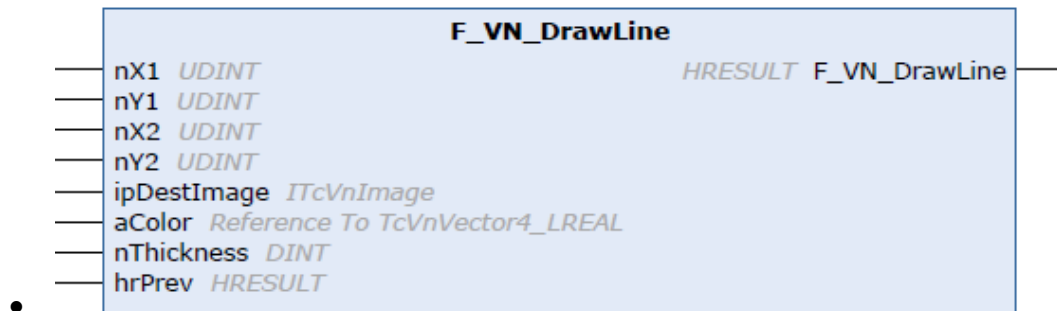 F_VN_DrawLine
nX1 UDINT HRESULT F_VN_DrawLine
nY1 UDINT
nX2 UDINT
nY2 UDINT
ipDestImage ITcVnImage
aColor Reference To TcVnVector4_LREAL
nThickness DINT
hrPrev HRESULT